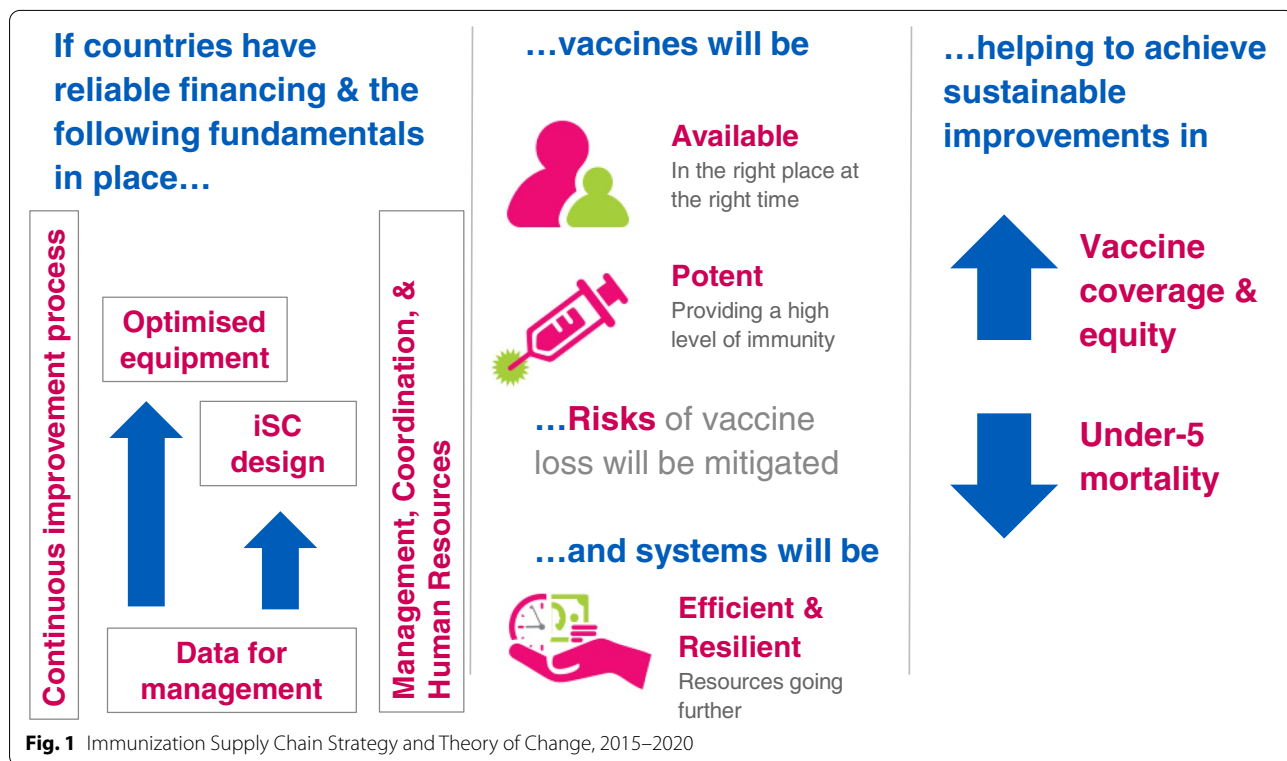 If countries have
reliable financing & the
following fundamentals
in place…
Continuous improvement process
Optimised
equipment
iSC
design
Data for
management
Management, Coordination, &
Human Resources
…vaccines will be
Available
In the right place at
the right time
Potent
Providing a high
level of immunity
…Risks of vaccine
loss will be mitigated
…and systems will be
Efficient &
Resilient
Resources going
further
…helping to achieve
sustainable
improvements in
Vaccine
coverage &
equity
Under-5
mortality
Fig. 1 Immunization Supply Chain Strategy and Theory of Change, 2015–2020